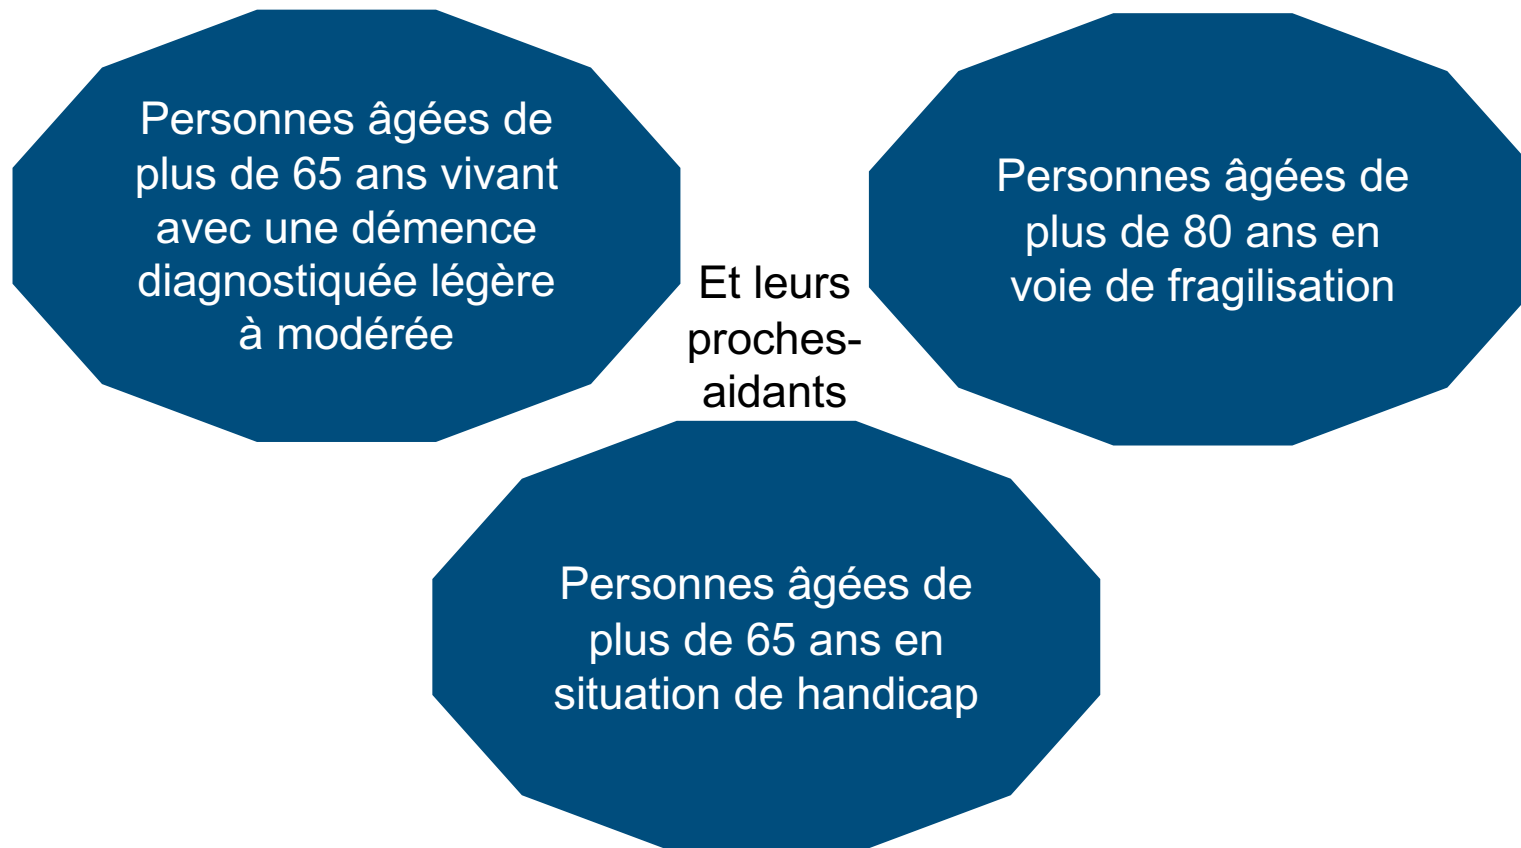 Personnes âgées de
plus de 65 ans vivant
avec une démence
diagnostiquée légère
à modérée
Personnes âgées de
plus de 80 ans en
voie de fragilisation
Et leurs
proches-
aidants
Personnes âgées de
plus de 65 ans en
situation de handicap